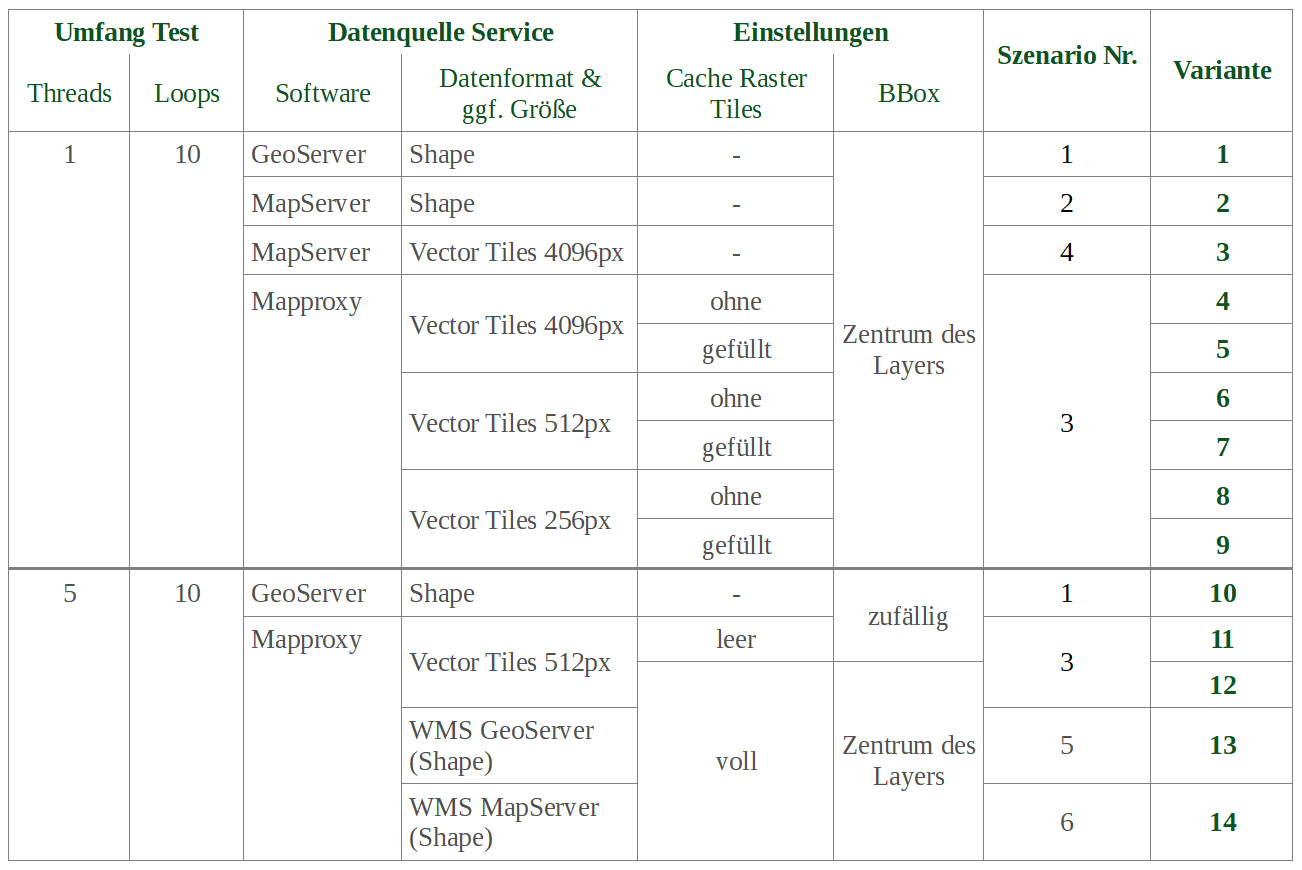 Umfang Test Datenquelle Service Einstellungen Szenario Nr. Variante
Threads Loops Software Datenformat & ggf. Größe Cache Raster Tiles BBox
1 10 GeoServer Shape - Zentrum des Layers 1 1
MapServer Shape - 2 2
MapServer Vector Tiles 4096px - 4 3
Mapproxy Vector Tiles 4096px ohne 3 4
gefüllt 5
Vector Tiles 512px ohne 6
gefüllt 7
Vector Tiles 256px ohne 8
gefüllt 9
5 10 GeoServer Shape - zufällig 1 10
Mapproxy Vector Tiles 512px leer 3 11
voll Zentrum des Layers 12
WMS GeoServer (Shape) 5 13
WMS MapServer (Shape) 6 14